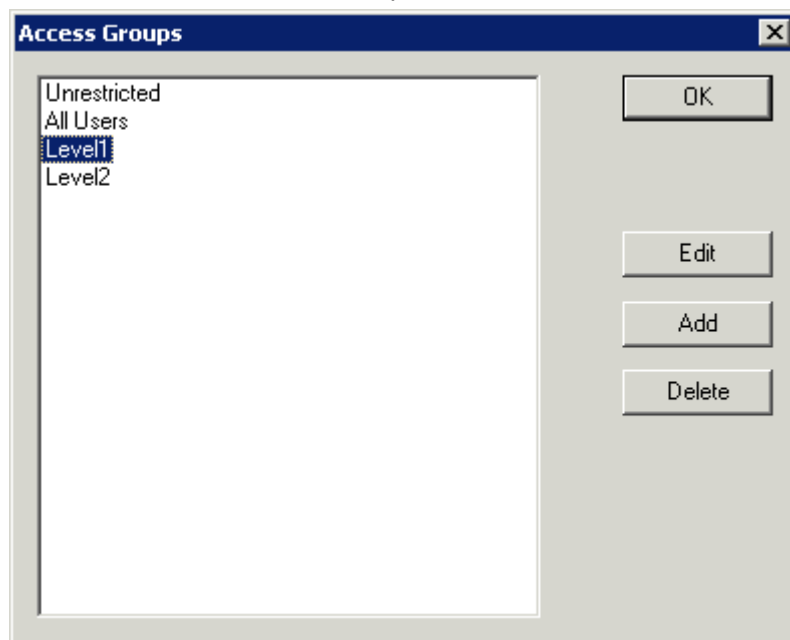 Access Groups
Unrestricted
All Users
Level1
Level2
OK
Edit
Add
Delete